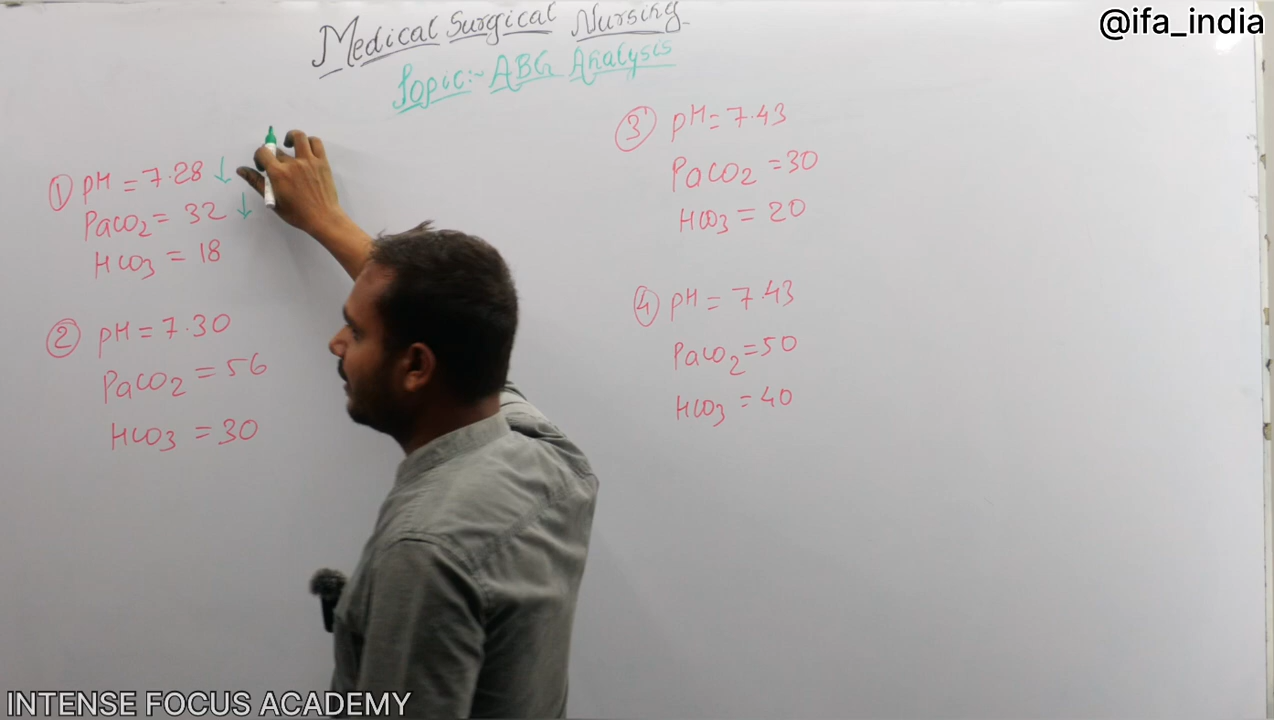 @ifa_india
Medical Surgical Nursing
Topic:- ABG Analysis
① pH = 7.28 ↓
PaCO2 = 32 ↓
HCO3 = 18
② pH = 7.30
PaCO2 = 56
HCO3 = 30
③ pH = 7.43
PaCO2 = 30
HCO3 = 20
④ pH = 7.43
PaCO2 = 50
HCO3 = 40
INTENSE FOCUS ACADEMY